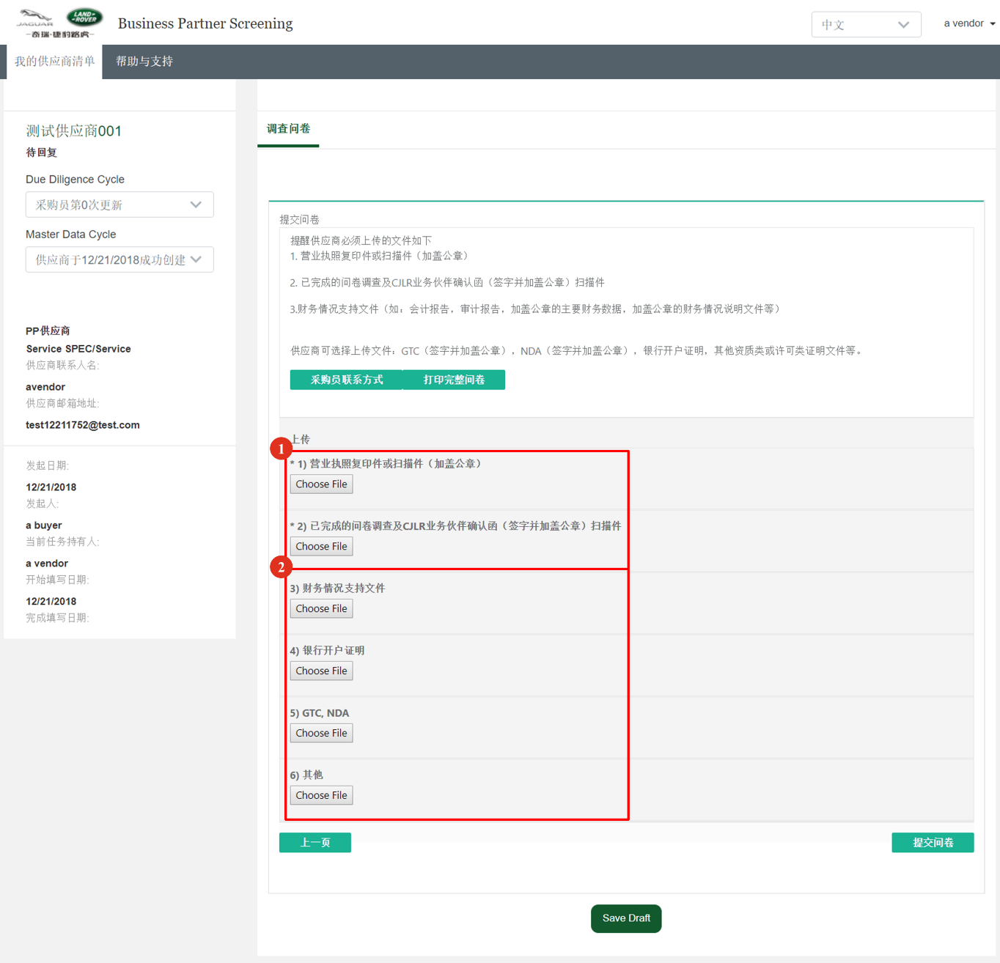 JAGUAR
LAND-ROVER
奇瑞·捷豹路虎
Business Partner Screening
中文
a vendor
我的供应商清单
帮助与支持
测试供应商001
待回复
Due Diligence Cycle
采购员第0次更新
Master Data Cycle
供应商于12/21/2018成功创建
PP供应商
Service SPEC/Service
供应商联系人名:
avendor
供应商邮箱地址:
test12211752@test.com
发起日期:
12/21/2018
发起人:
a buyer
当前任务持有人:
a vendor
开始填写日期:
12/21/2018
完成填写日期:
调查问卷
提交问卷
提醒供应商必须上传的文件如下
1. 营业执照复印件或扫描件（加盖公章）
2. 已完成的问卷调查及CJLR业务伙伴确认函（签字并加盖公章）扫描件
3.财务情况支持文件（如：会计报告，审计报告，加盖公章的主要财务数据，加盖公章的财务情况说明文件等）
供应商可选择上传文件：GTC（签字并加盖公章），NDA（签字并加盖公章），银行开户证明，其他资质类或许可类证明文件等。
采购员联系方式
打印完整问卷
上传
1
* 1) 营业执照复印件或扫描件（加盖公章）
Choose File
* 2) 已完成的问卷调查及CJLR业务伙伴确认函（签字并加盖公章）扫描件
Choose File
2
3) 财务情况支持文件
Choose File
4) 银行开户证明
Choose File
5) GTC, NDA
Choose File
6) 其他
Choose File
上一页
提交问卷
Save Draft